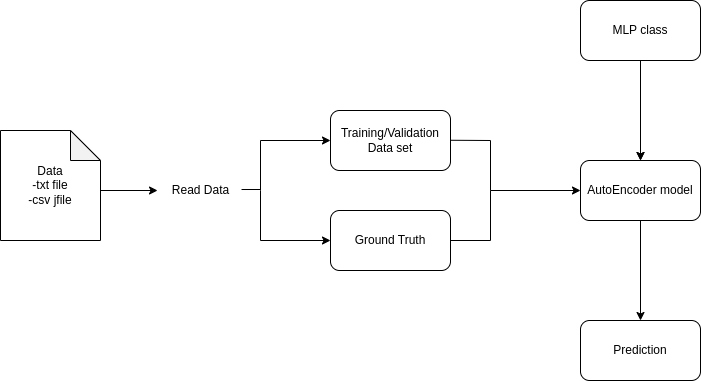 MLP class
Training/Validation
Data set
Data
-txt file
-csv jfile
Read Data
AutoEncoder model
Ground Truth
Prediction